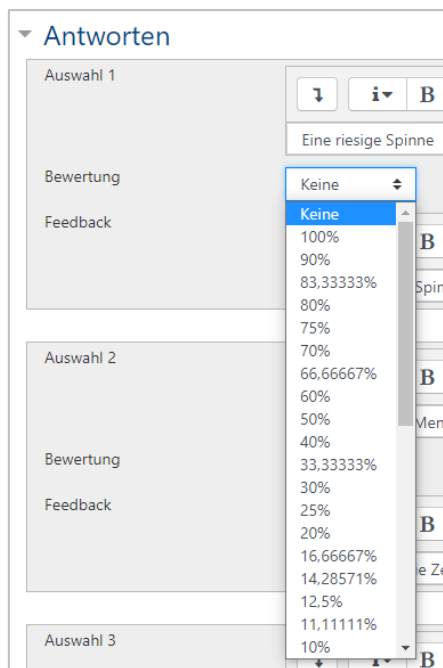 Antworten
Auswahl 1
i B
Eine riesige Spinne
Bewertung
Keine
Feedback
Keine
100%
90%
83,33333%
80%
75%
70%
66,66667%
60%
50%
40%
33,33333%
30%
25%
20%
16,66667%
14,28571%
12,5%
11,11111%
10%
B
Auswahl 2
B
Bewertung
Feedback
B
Auswahl 3
B